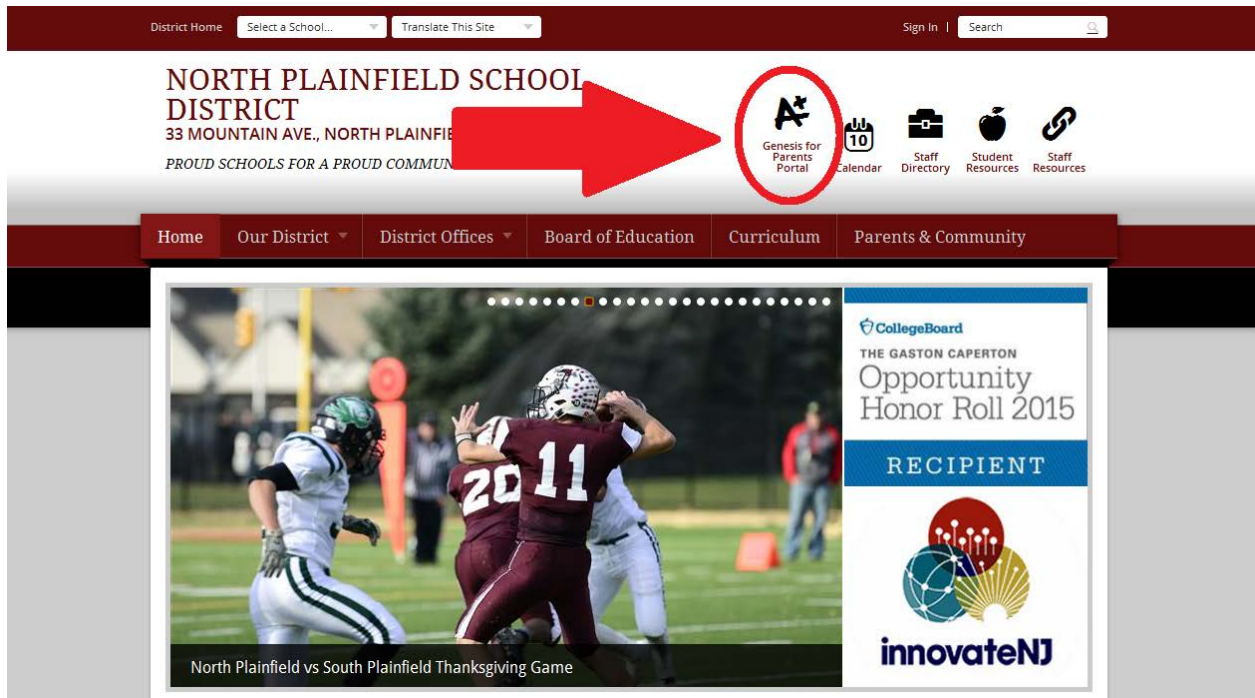 District Home Select a School... Translate This Site Sign In | Search
NORTH PLAINFIELD SCHOOL
DISTRICT
33 MOUNTAIN AVE., NORTH
PROUD SCHOOLS FOR A PROUD
A+
Genesis for
Parents
Portal
10
Calendar
Staff
Directory
Student
Resources
Staff
Resources
Home Our District District Offices Board of Education Curriculum Parents & Community
20
11
North Plainfield vs South Plainfield Thanksgiving Game
CollegeBoard
THE GASTON CAPERTON
Opportunity
Honor Roll 2015
RECIPIENT
innovateNJ